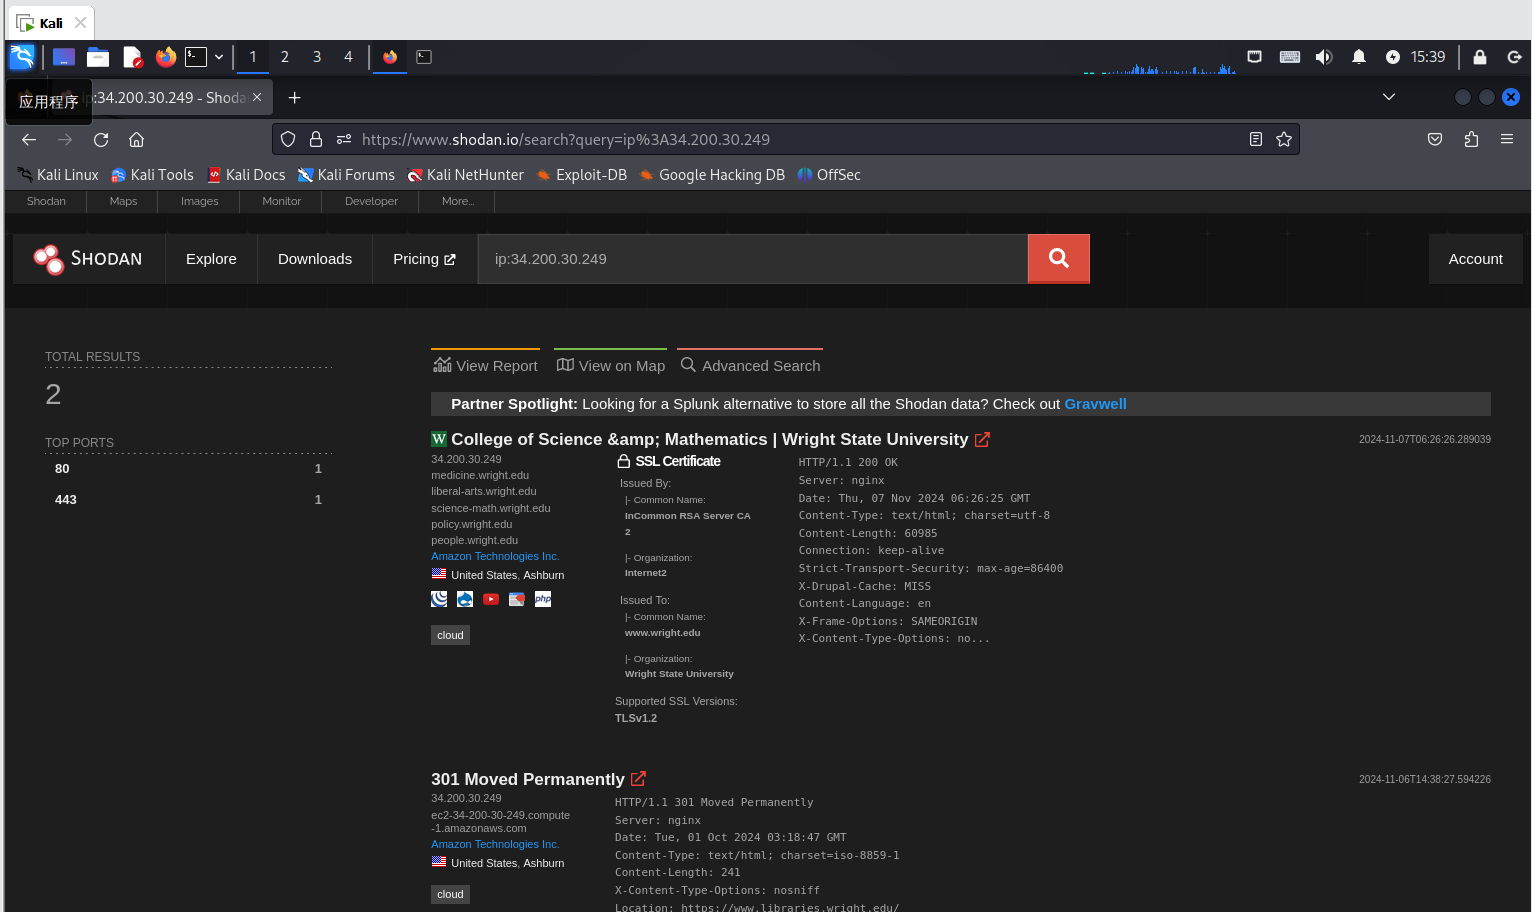 Kali
1 2 3 4
15:39
应用程序
ip:34.200.30.249 - Shodan
https://www.shodan.io/search?query=ip%3A34.200.30.249
Kali Linux Kali Tools Kali Docs Kali Forums Kali NetHunter Exploit-DB Google Hacking DB OffSec
Shodan Maps Images Monitor Developer More...
SHODAN Explore Downloads Pricing ip:34.200.30.249 Account
TOTAL RESULTS
2
TOP PORTS
80 1
443 1
View Report View on Map Advanced Search
Partner Spotlight: Looking for a Splunk alternative to store all the Shodan data? Check out Gravwell
W College of Science &amp; Mathematics | Wright State University
2024-11-07T06:26:26.289039
34.200.30.249
medicine.wright.edu
liberal-arts.wright.edu
science-math.wright.edu
policy.wright.edu
people.wright.edu
Amazon Technologies Inc.
United States, Ashburn
php
cloud
SSL Certificate
Issued By:
|- Common Name:
InCommon RSA Server CA
2
|- Organization:
Internet2
Issued To:
|- Common Name:
www.wright.edu
|- Organization:
Wright State University
Supported SSL Versions:
TLSv1.2
HTTP/1.1 200 OK
Server: nginx
Date: Thu, 07 Nov 2024 06:26:25 GMT
Content-Type: text/html; charset=utf-8
Content-Length: 60985
Connection: keep-alive
Strict-Transport-Security: max-age=86400
X-Drupal-Cache: MISS
Content-Language: en
X-Frame-Options: SAMEORIGIN
X-Content-Type-Options: no...
301 Moved Permanently
2024-11-06T14:38:27.594226
34.200.30.249
ec2-34-200-30-249.compute
-1.amazonaws.com
Amazon Technologies Inc.
United States, Ashburn
cloud
HTTP/1.1 301 Moved Permanently
Server: nginx
Date: Tue, 01 Oct 2024 03:18:47 GMT
Content-Type: text/html; charset=iso-8859-1
Content-Length: 241
X-Content-Type-Options: nosniff
Location: https://www.libraries.wright.edu/